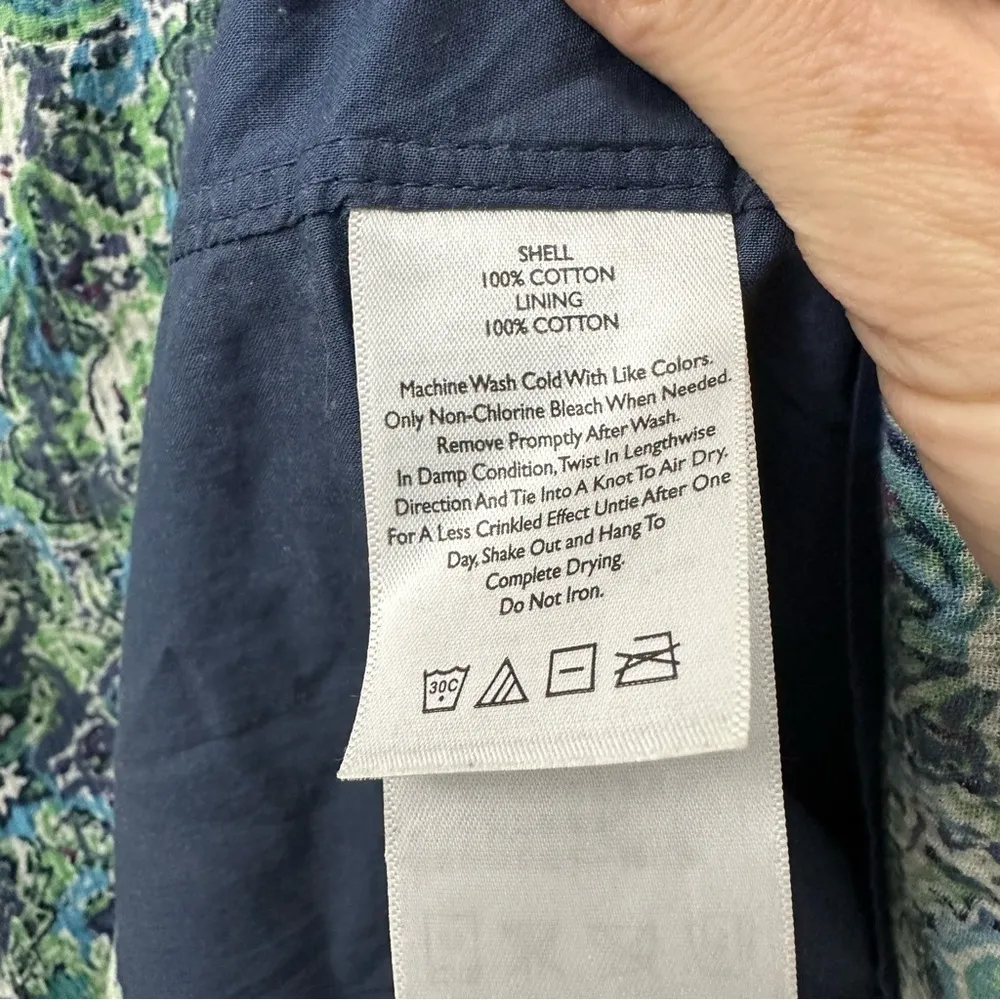 SHELL
100% COTTON
LINING
100% COTTON
Machine Wash Cold With Like Colors.
Only Non-Chlorine Bleach When Needed.
Remove Promptly After Wash.
In Damp Condition, Twist In Lengthwise
Direction And Tie Into A Knot To Air Dry.
For A Less Crinkled Effect Untie After One
Day, Shake Out and Hang To
Complete Drying.
Do Not Iron.
30C